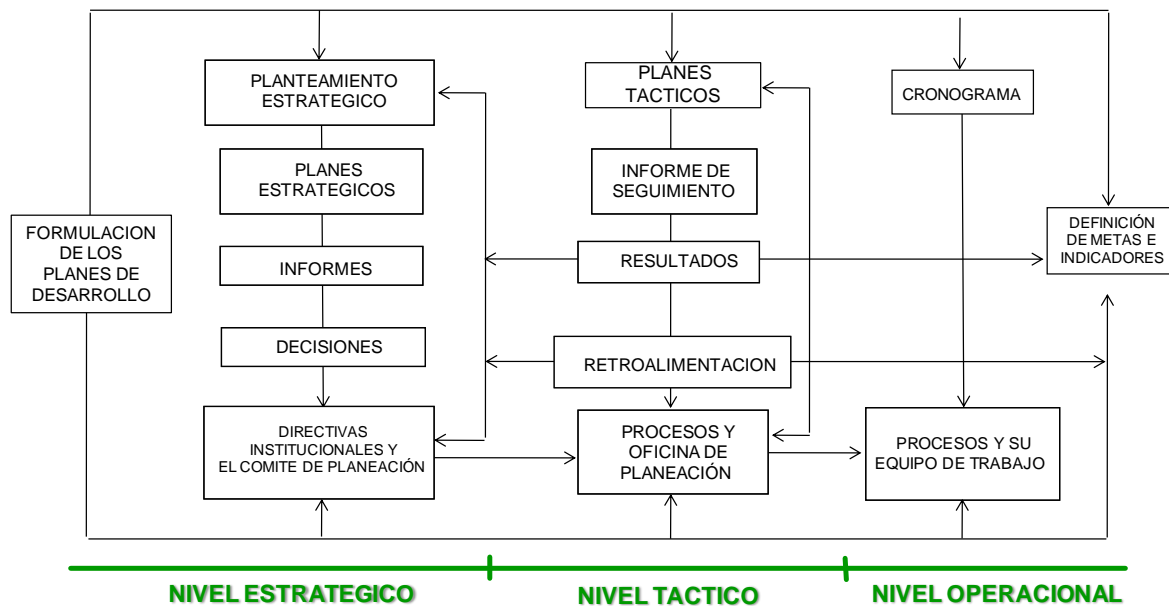 PLANTEAMIENTO
ESTRATEGICO
PLANES
TACTICOS
CRONOGRAMA
PLANES
ESTRATEGICOS
INFORME DE
SEGUIMIENTO
FORMULACION
DE LOS
PLANES DE
DESARROLLO
DEFINICIÓN
DE METAS E
INDICADORES
INFORMES
RESULTADOS
DECISIONES
RETROALIMENTACION
DIRECTIVAS
INSTITUCIONALES Y
EL COMITE DE PLANEACIÓN
PROCESOS Y
OFICINA DE
PLANEACIÓN
PROCESOS Y SU
EQUIPO DE TRABAJO
NIVEL ESTRATEGICO
NIVEL TACTICO
NIVEL OPERACIONAL